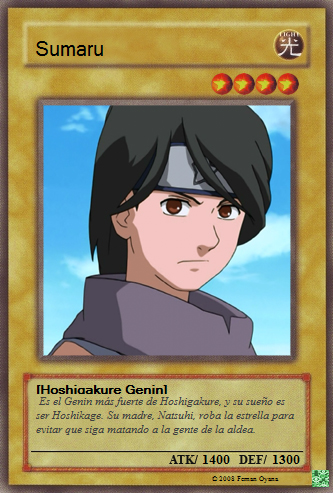 Sumaru
LIGHT
光
[Hoshigakure Genin]
Es el Genin más fuerte de Hoshigakure, y su sueño es
ser Hoshikage. Su madre, Natsuhi, roba la estrella para
evitar que siga matando a la gente de la aldea.
ATK/ 1400 DEF/ 1300
©2008 Ferran Oyana